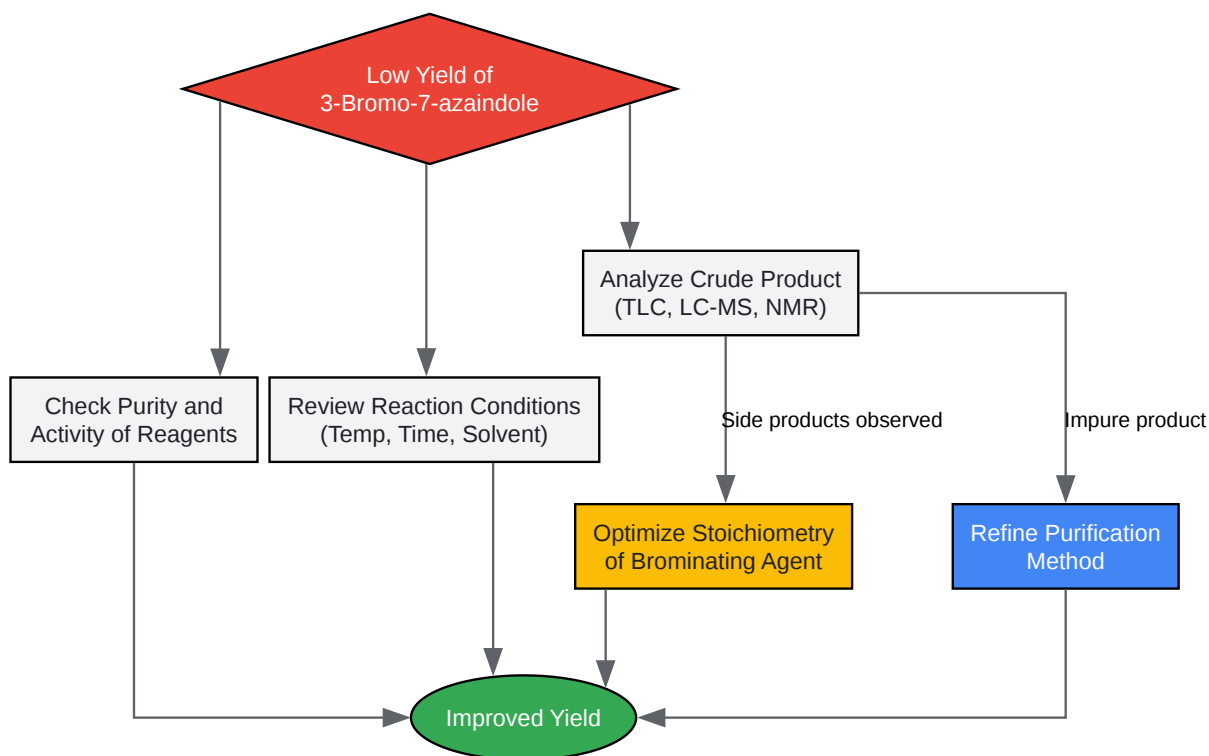 Low Yield of
3-Bromo-7-azaindole
Analyze Crude Product
(TLC, LC-MS, NMR)
Check Purity and
Activity of Reagents
Review Reaction Conditions
(Temp, Time, Solvent)
Side products observed
Impure product
Optimize Stoichiometry
of Brominating Agent
Refine Purification
Method
Improved Yield